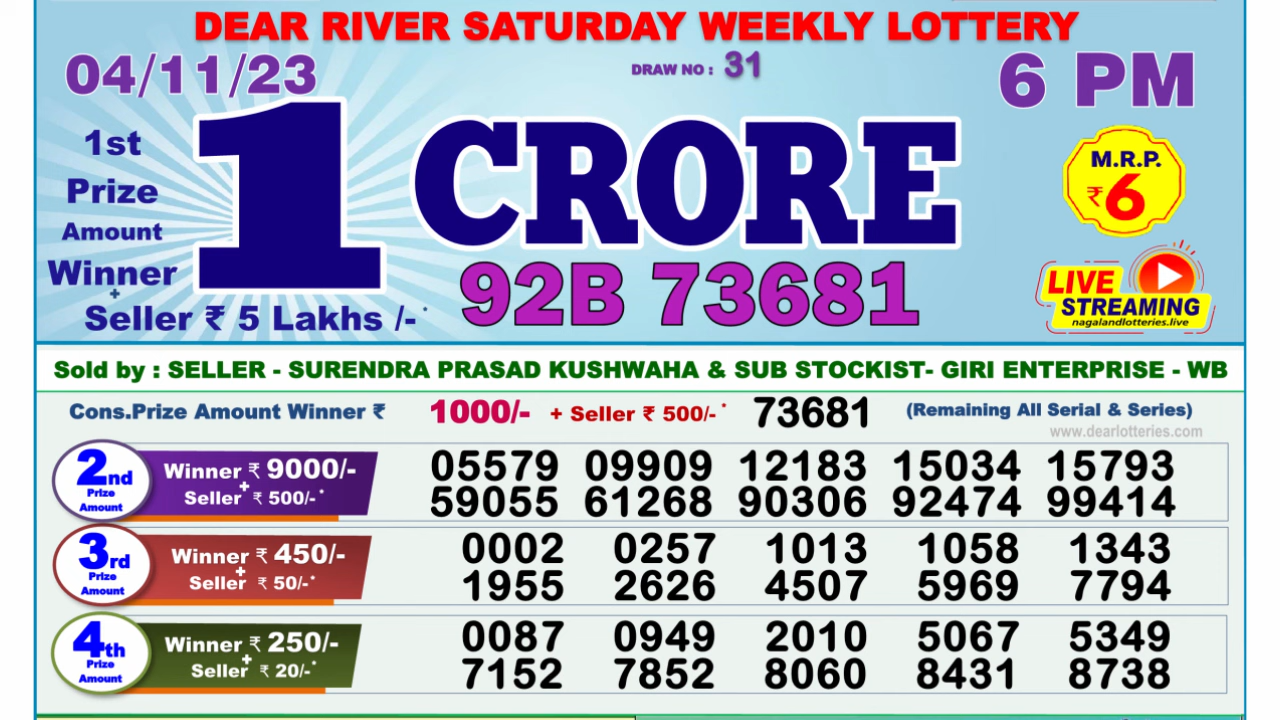 DEAR RIVER SATURDAY WEEKLY LOTTERY
04/11/23
DRAW NO : 31
6 PM
1st
Prize
Amount
Winner
+
Seller ₹ 5 Lakhs /-*
1 CRORE
92B 73681
M.R.P.
₹6
LIVE
STREAMING
nagalandlotteries.live
Sold by : SELLER - SURENDRA PRASAD KUSHWAHA & SUB STOCKIST- GIRI ENTERPRISE - WB
Cons.Prize Amount Winner ₹ 1000/- + Seller ₹ 500/-* 73681 (Remaining All Serial & Series)
www.dearlotteries.com
2nd
Prize
Amount
Winner ₹ 9000/-
+
Seller ₹ 500/-*
05579 09909 12183 15034 15793
59055 61268 90306 92474 99414
3rd
Prize
Amount
Winner ₹ 450/-
+
Seller ₹ 50/-*
0002 0257 1013 1058 1343
1955 2626 4507 5969 7794
4th
Prize
Amount
Winner ₹ 250/-
+
Seller ₹ 20/-*
0087 0949 2010 5067 5349
7152 7852 8060 8431 8738